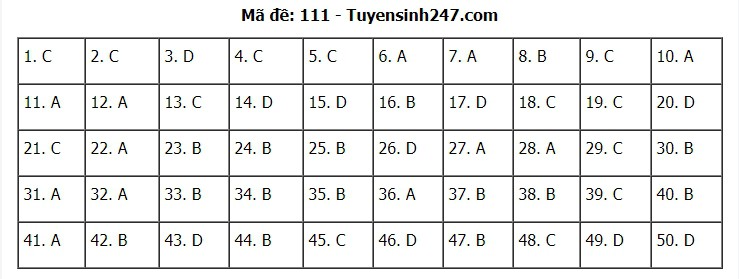 Mã đề: 111 - Tuyensinh247.com
1. C 2. C 3. D 4. C 5. C 6. A 7. A 8. B 9. C 10. A
11. A 12. A 13. C 14. D 15. D 16. B 17. D 18. C 19. C 20. D
21. C 22. A 23. B 24. B 25. B 26. D 27. A 28. A 29. C 30. B
31. A 32. A 33. B 34. B 35. B 36. A 37. B 38. B 39. C 40. B
41. A 42. B 43. D 44. B 45. C 46. D 47. B 48. C 49. D 50. D